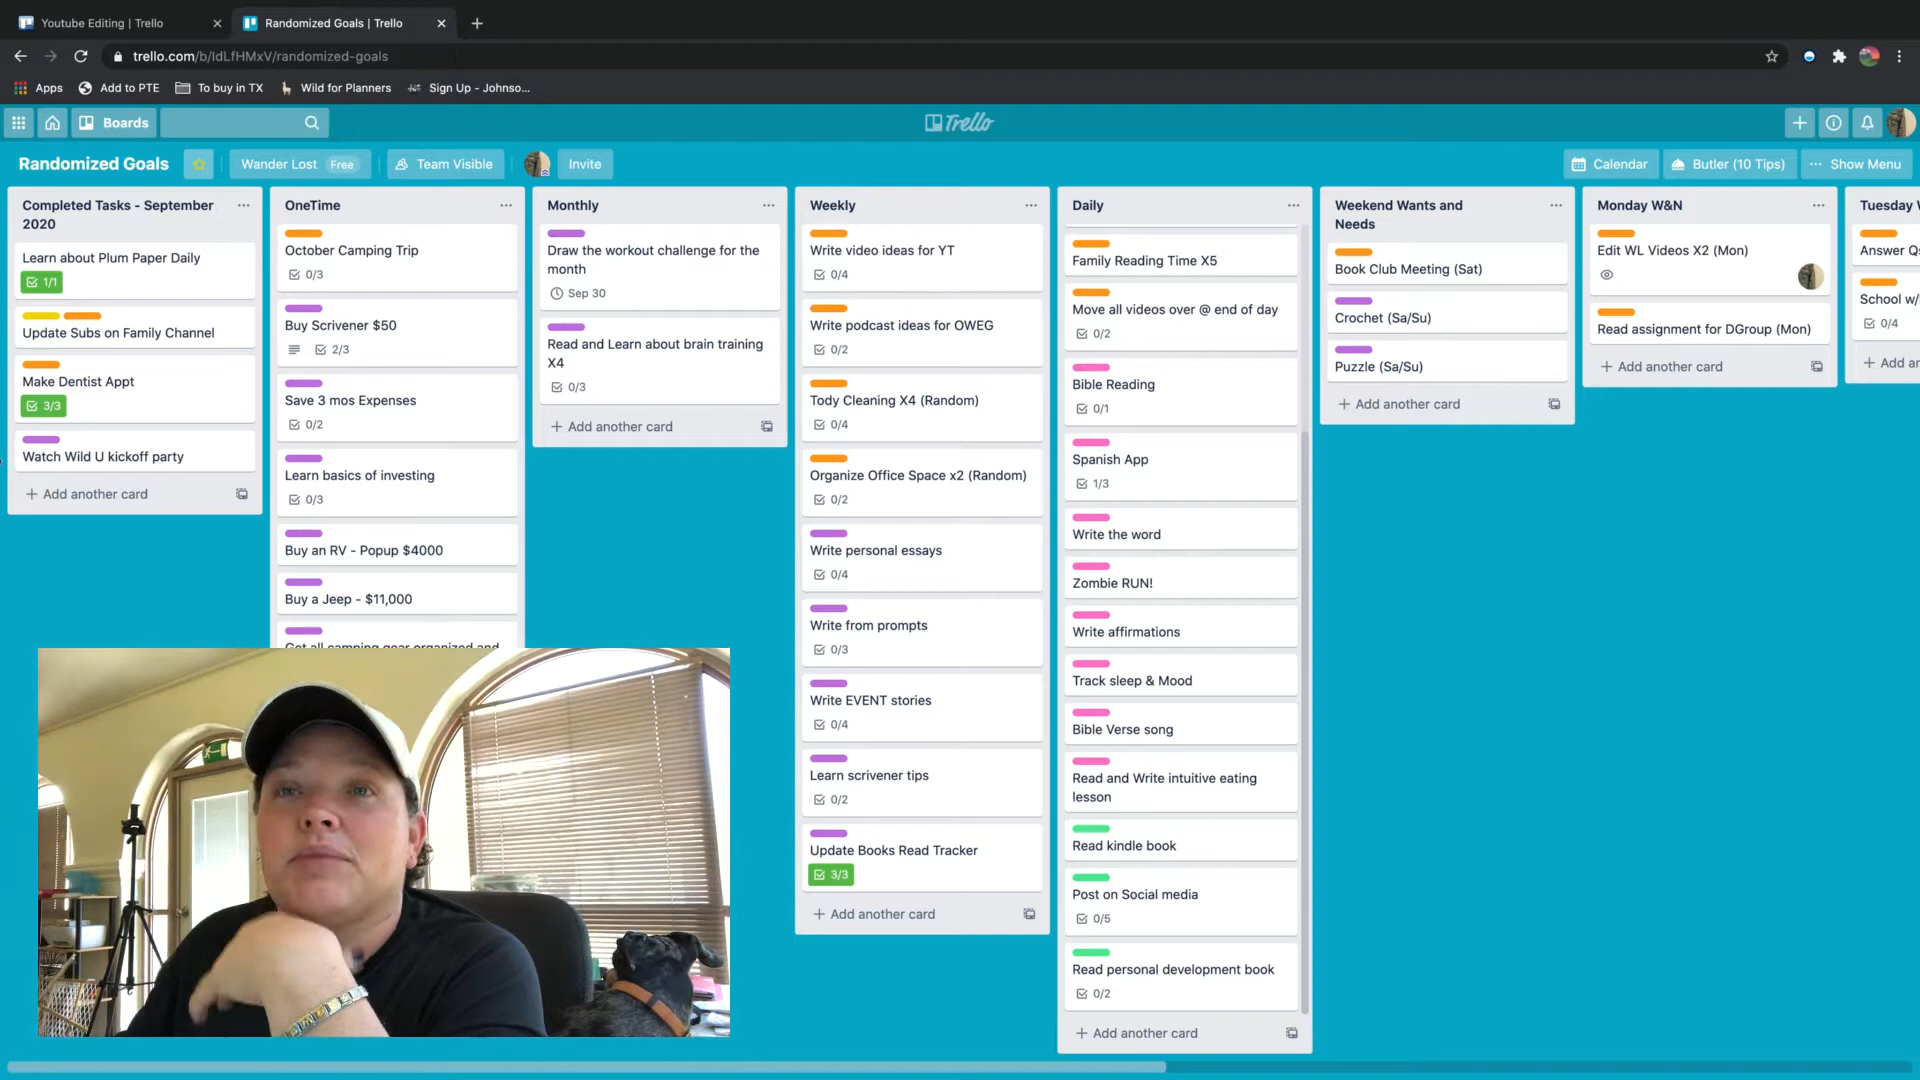 Youtube Editing | Trello
Randomized Goals | Trello
trello.com/b/IdLfHMxV/randomized-goals
Apps
Add to PTE
To buy in TX
Wild for Planners
Sign Up - Johnso...
Boards
Trello
Randomized Goals
Wander Lost Free
Team Visible
Invite
Calendar
Butler (10 Tips)
Show Menu
Completed Tasks - September
2020
Learn about Plum Paper Daily
1/1
Update Subs on Family Channel
Make Dentist Appt
3/3
Watch Wild U kickoff party
Add another card
OneTime
October Camping Trip
0/3
Buy Scrivener $50
2/3
Save 3 mos Expenses
0/2
Learn basics of investing
0/3
Buy an RV - Popup $4000
Buy a Jeep - $11,000
Get all camping gear organized and
Monthly
Draw the workout challenge for the
month
Sep 30
Read and Learn about brain training
X4
0/3
Add another card
Weekly
Write video ideas for YT
0/4
Write podcast ideas for OWEG
0/2
Tody Cleaning X4 (Random)
0/4
Organize Office Space x2 (Random)
0/2
Write personal essays
0/4
Write from prompts
0/3
Write EVENT stories
0/4
Learn scrivener tips
0/2
Update Books Read Tracker
3/3
Add another card
Daily
Family Reading Time X5
Move all videos over @ end of day
0/2
Bible Reading
0/1
Spanish App
1/3
Write the word
Zombie RUN!
Write affirmations
Track sleep & Mood
Bible Verse song
Read and Write intuitive eating
lesson
Read kindle book
Post on Social media
0/5
Read personal development book
0/2
Add another card
Weekend Wants and
Needs
Book Club Meeting (Sat)
Crochet (Sa/Su)
Puzzle (Sa/Su)
Add another card
Monday W&N
Edit WL Videos X2 (Mon)
Read assignment for DGroup (Mon)
Add another card
Tuesday
Answer
School w/
0/4
Add